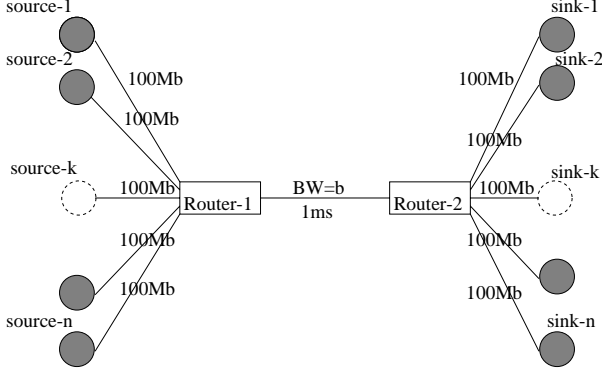 source-1
sink-1
source-2
sink-2
100Mb
100Mb
100Mb
100Mb
source-k
sink-k
100Mb
BW=b
100Mb
Router-1
Router-2
1ms
100Mb
100Mb
100Mb
100Mb
source-n
sink-n